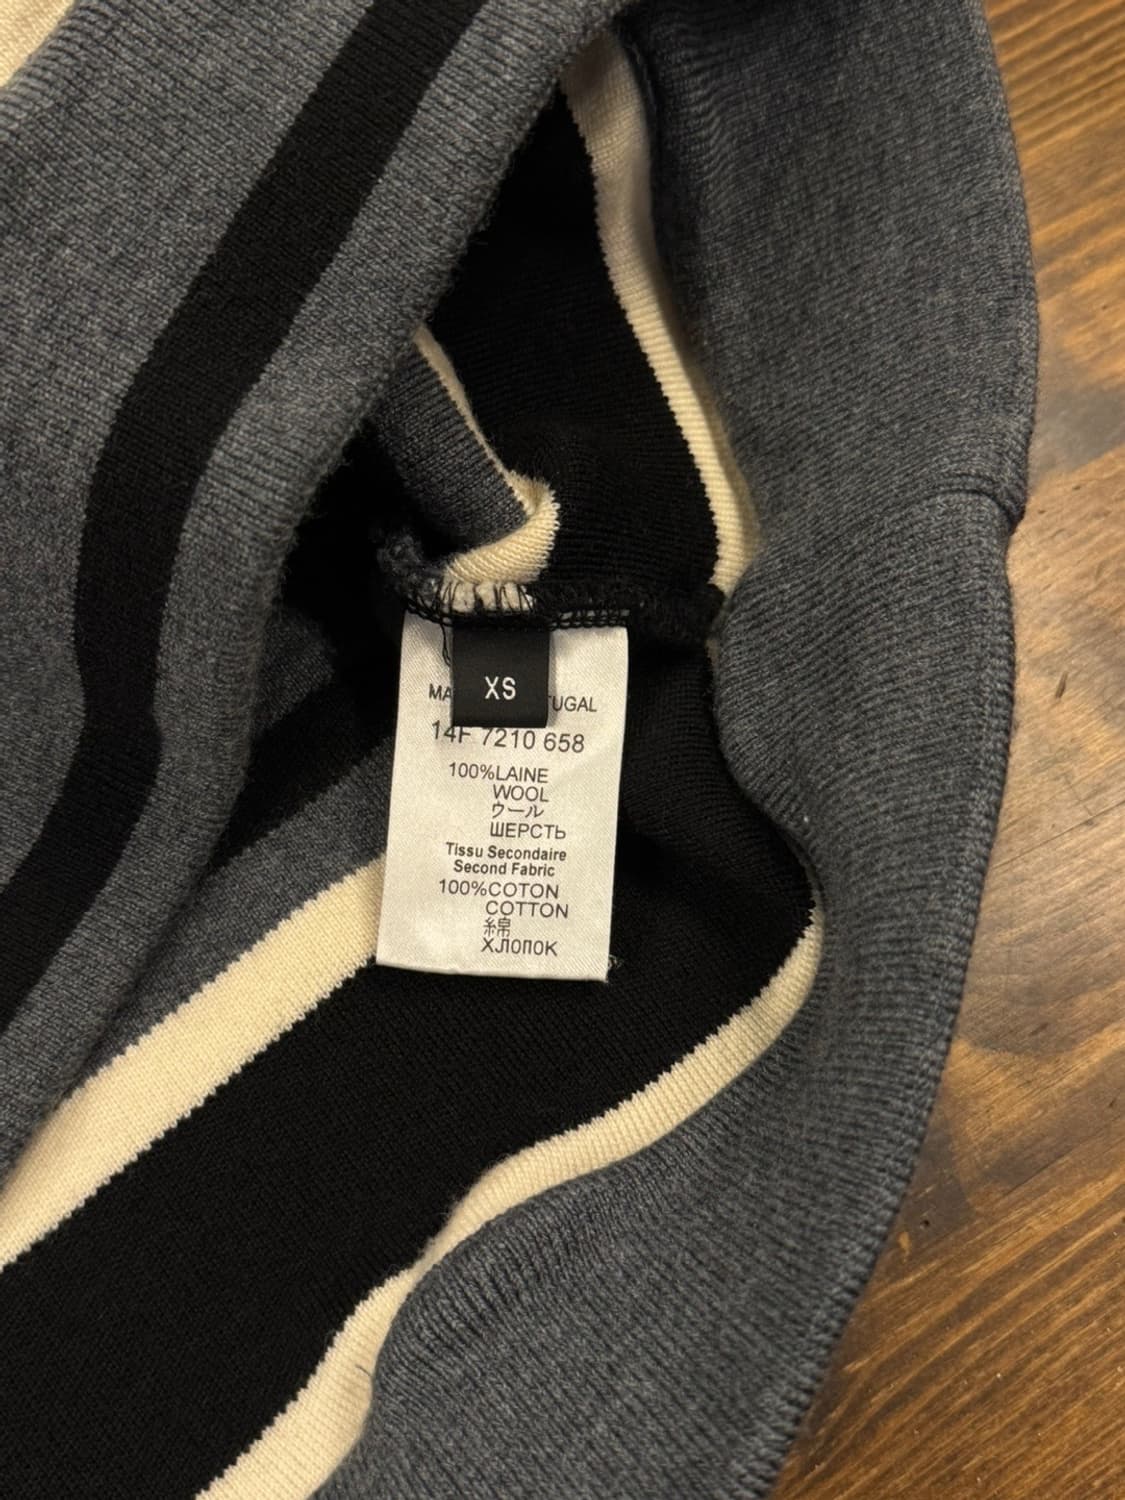 XS
MA UGAL
14F 7210 658
100%LAINE
WOOL
ウール
ШЕРСТЬ
Tissu Secondaire
Second Fabric
100%COTON
COTTON
綿
ХЛОПОК